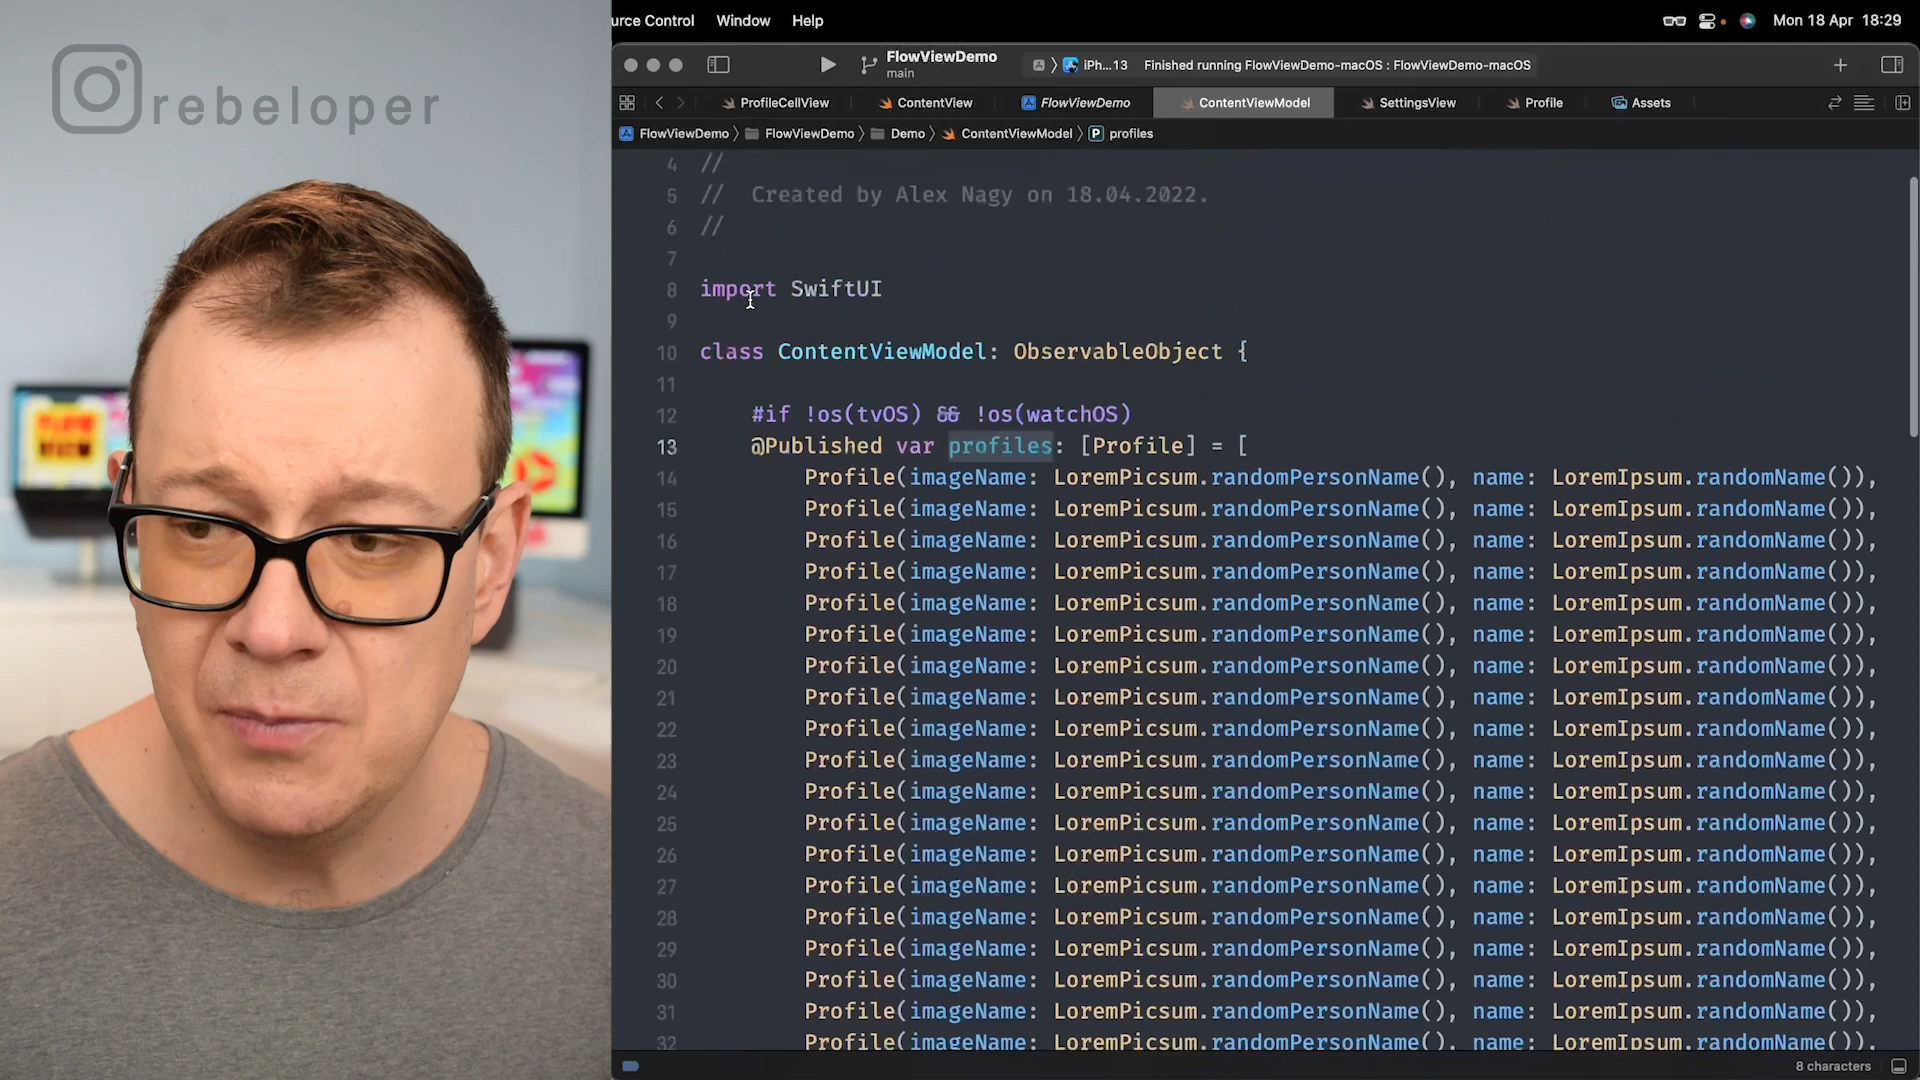 rebeloper
urce Control Window Help
Mon 18 Apr 18:29
FlowViewDemo
main
iPh...13 Finished running FlowViewDemo-macOS : FlowViewDemo-macOS
ProfileCellView ContentView FlowViewDemo ContentViewModel SettingsView Profile Assets
FlowViewDemo FlowViewDemo Demo ContentViewModel P profiles
4 //
5 // Created by Alex Nagy on 18.04.2022.
6 //
7
8 import SwiftUI
9
10 class ContentViewModel: ObservableObject {
11
12 #if !os(tvOS) && !os(watchOS)
13 @Published var profiles: [Profile] = [
14 Profile(imageName: LoremPicsum.randomPersonName(), name: LoremIpsum.randomName()),
15 Profile(imageName: LoremPicsum.randomPersonName(), name: LoremIpsum.randomName()),
16 Profile(imageName: LoremPicsum.randomPersonName(), name: LoremIpsum.randomName()),
17 Profile(imageName: LoremPicsum.randomPersonName(), name: LoremIpsum.randomName()),
18 Profile(imageName: LoremPicsum.randomPersonName(), name: LoremIpsum.randomName()),
19 Profile(imageName: LoremPicsum.randomPersonName(), name: LoremIpsum.randomName()),
20 Profile(imageName: LoremPicsum.randomPersonName(), name: LoremIpsum.randomName()),
21 Profile(imageName: LoremPicsum.randomPersonName(), name: LoremIpsum.randomName()),
22 Profile(imageName: LoremPicsum.randomPersonName(), name: LoremIpsum.randomName()),
23 Profile(imageName: LoremPicsum.randomPersonName(), name: LoremIpsum.randomName()),
24 Profile(imageName: LoremPicsum.randomPersonName(), name: LoremIpsum.randomName()),
25 Profile(imageName: LoremPicsum.randomPersonName(), name: LoremIpsum.randomName()),
26 Profile(imageName: LoremPicsum.randomPersonName(), name: LoremIpsum.randomName()),
27 Profile(imageName: LoremPicsum.randomPersonName(), name: LoremIpsum.randomName()),
28 Profile(imageName: LoremPicsum.randomPersonName(), name: LoremIpsum.randomName()),
29 Profile(imageName: LoremPicsum.randomPersonName(), name: LoremIpsum.randomName()),
30 Profile(imageName: LoremPicsum.randomPersonName(), name: LoremIpsum.randomName()),
31 Profile(imageName: LoremPicsum.randomPersonName(), name: LoremIpsum.randomName()),
32 Profile(imageName: LoremPicsum.randomPersonName(), name: LoremIpsum.randomName()),
8 characters